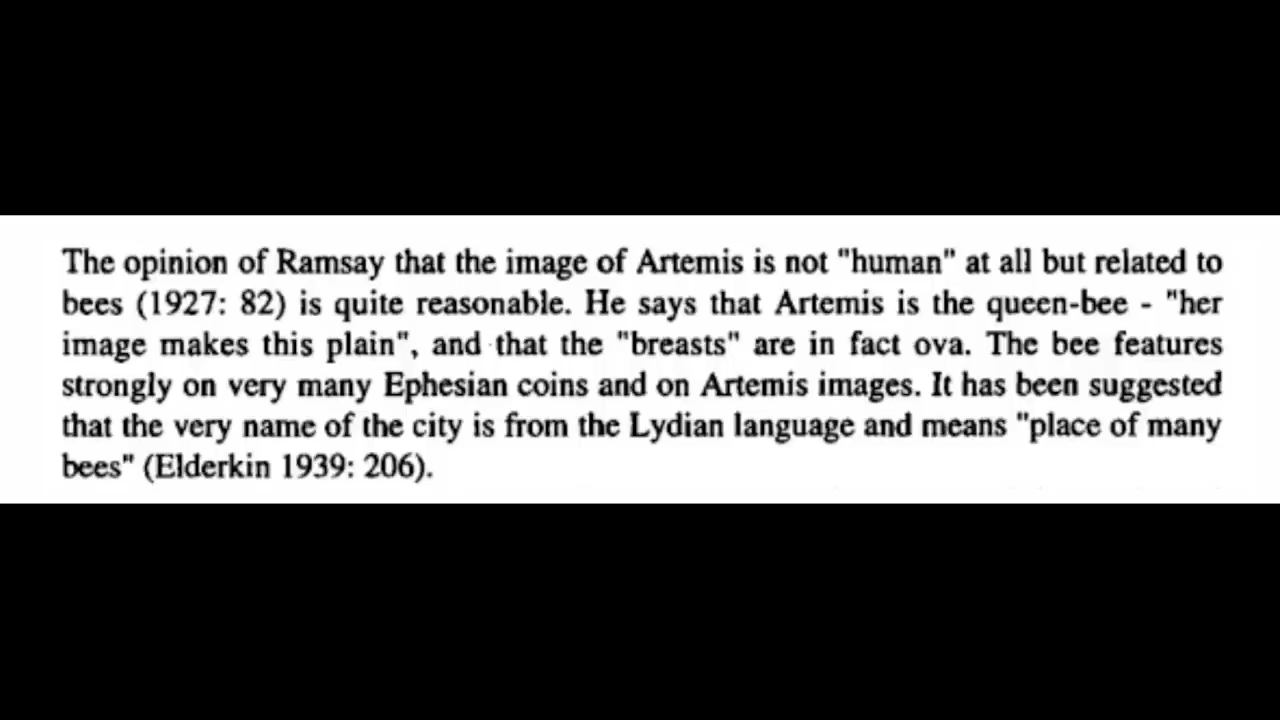 The opinion of Ramsay that the image of Artemis is not "human" at all but related to
bees (1927: 82) is quite reasonable. He says that Artemis is the queen-bee - "her
image makes this plain", and that the "breasts" are in fact ova. The bee features
strongly on very many Ephesian coins and on Artemis images. It has been suggested
that the very name of the city is from the Lydian language and means "place of many
bees" (Elderkin 1939: 206).